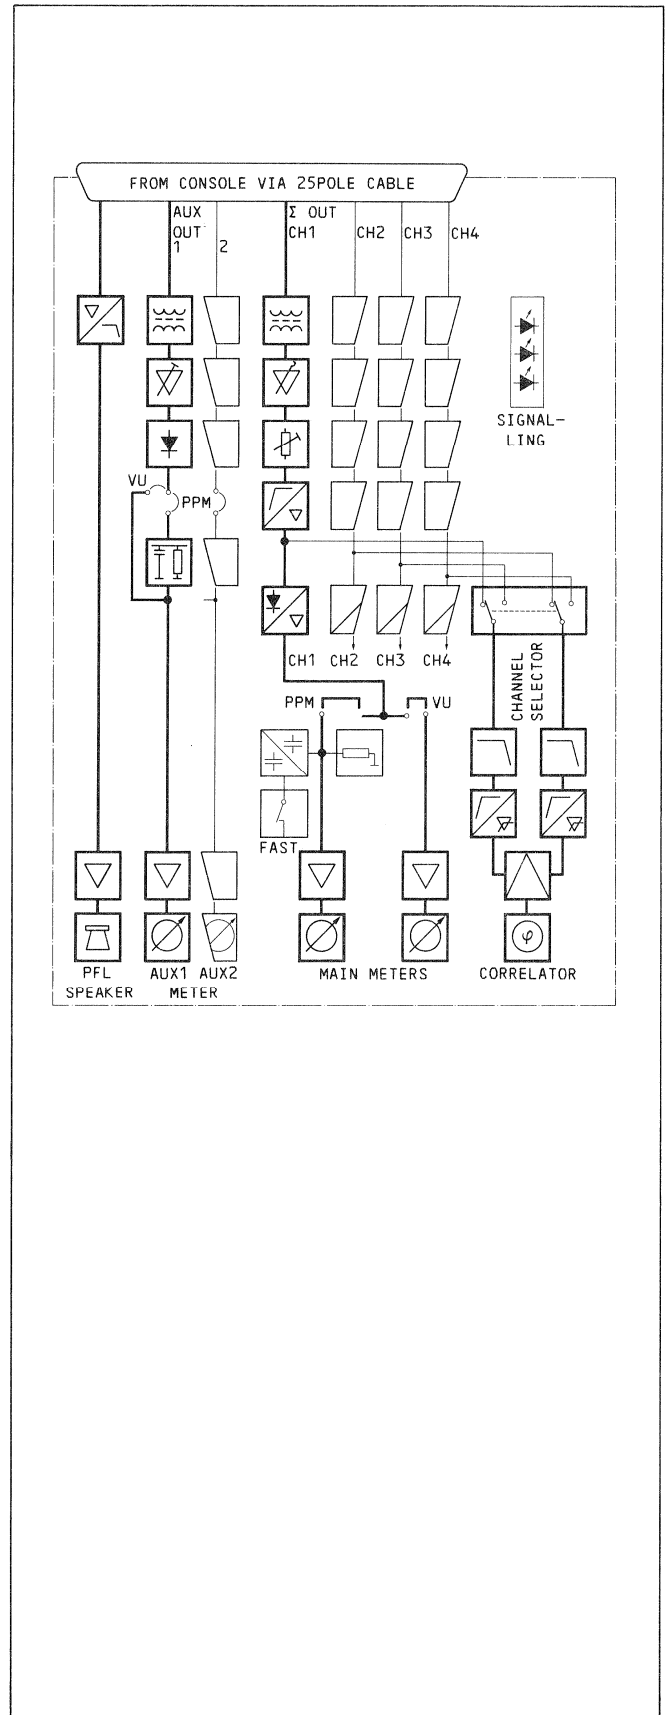 FROM CONSOLE VIA 25POLE CABLE
AUX
OUT
1
2
Σ OUT
CH1
CH2
CH3
CH4
SIGNAL-
LING
VU
PPM
CH1
CH2
CH3
CH4
CHANNEL
SELECTOR
PPM
VU
FAST
φ
PFL
SPEAKER
AUX1 AUX2
METER
MAIN METERS
CORRELATOR